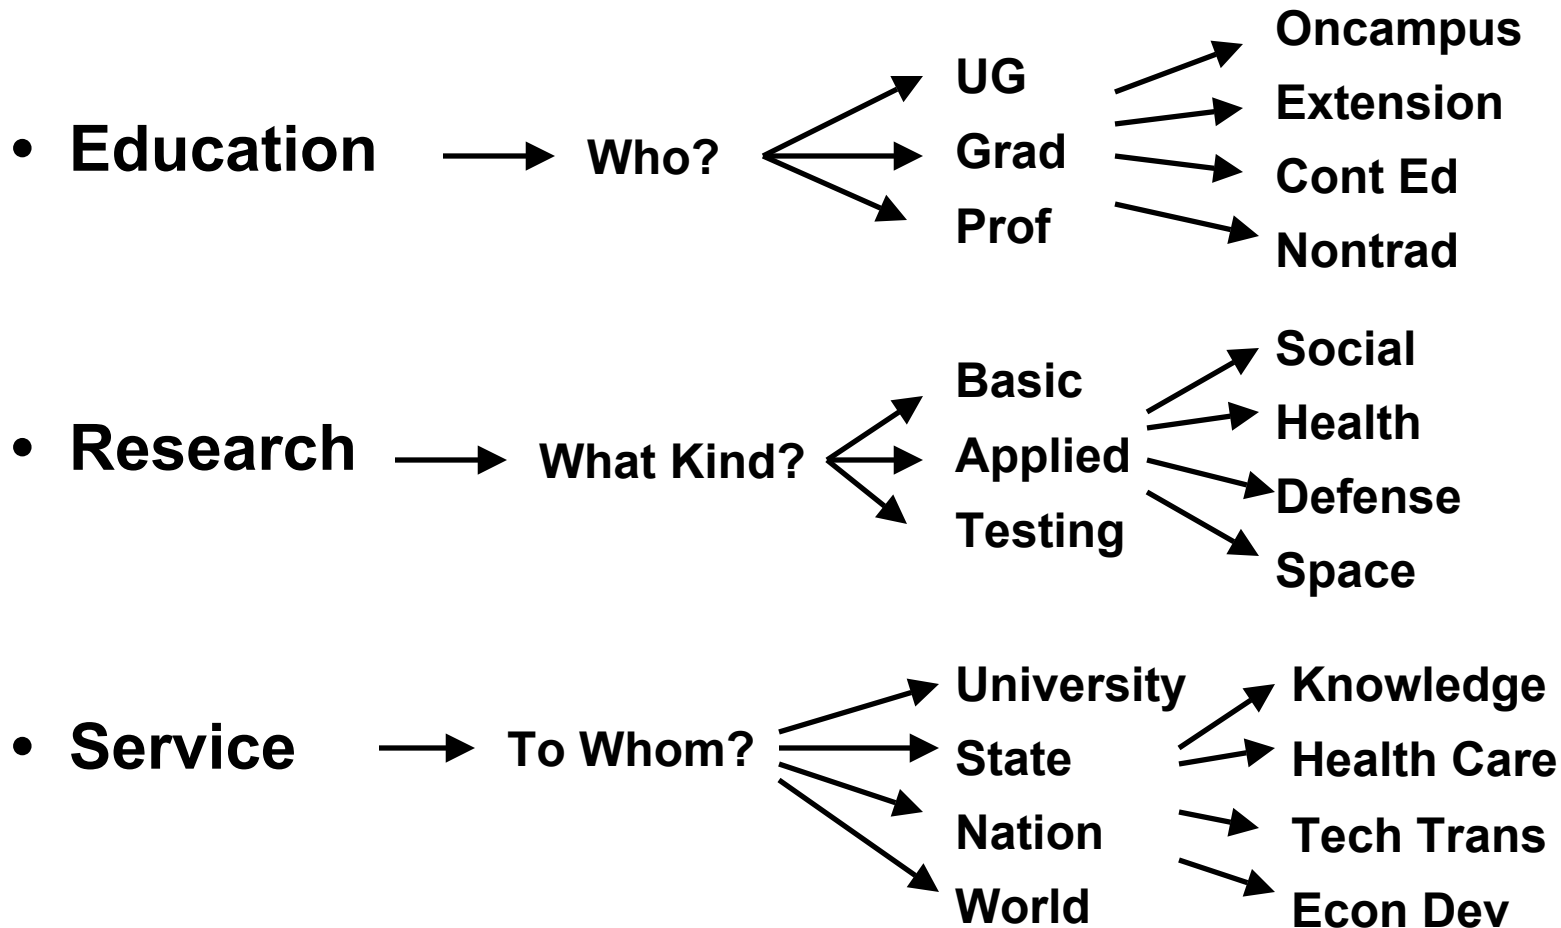 • Education
Who?
UG
Grad
Prof
Oncampus
Extension
Cont Ed
Nontrad
• Research
What Kind?
Basic
Applied
Testing
Social
Health
Defense
Space
• Service
To Whom?
University
State
Nation
World
Knowledge
Health Care
Tech Trans
Econ Dev